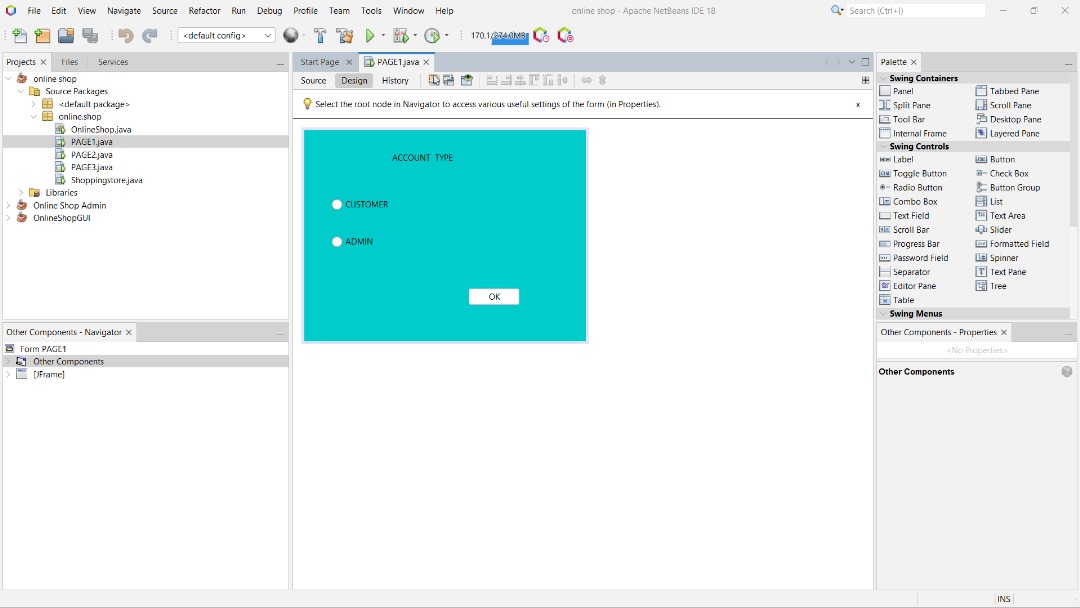 File Edit View Navigate Source Refactor Run Debug Profile Team Tools Window Help online shop - Apache NetBeans IDE 18 Search (Ctrl+I)
<default config> 170.1/274.0MB
Projects Files Services
online shop
Source Packages
<default package>
online.shop
OnlineShop.java
PAGE1.java
PAGE2.java
PAGE3.java
Shoppingstore.java
Libraries
Online Shop Admin
OnlineShopGUI
Other Components - Navigator
Form PAGE1
Other Components
[JFrame]
Start Page PAGE1.java
Source Design History
Select the root node in Navigator to access various useful settings of the form (in Properties). x
ACCOUNT TYPE
CUSTOMER
ADMIN
OK
Palette
Swing Containers
Panel Tabbed Pane
Split Pane Scroll Pane
Tool Bar Desktop Pane
Internal Frame Layered Pane
Swing Controls
Label Button
Toggle Button Check Box
Radio Button Button Group
Combo Box List
Text Field Text Area
Scroll Bar Slider
Progress Bar Formatted Field
Password Field Spinner
Separator Text Pane
Editor Pane Tree
Table
Swing Menus
Other Components - Properties
<No Properties>
Other Components
INS